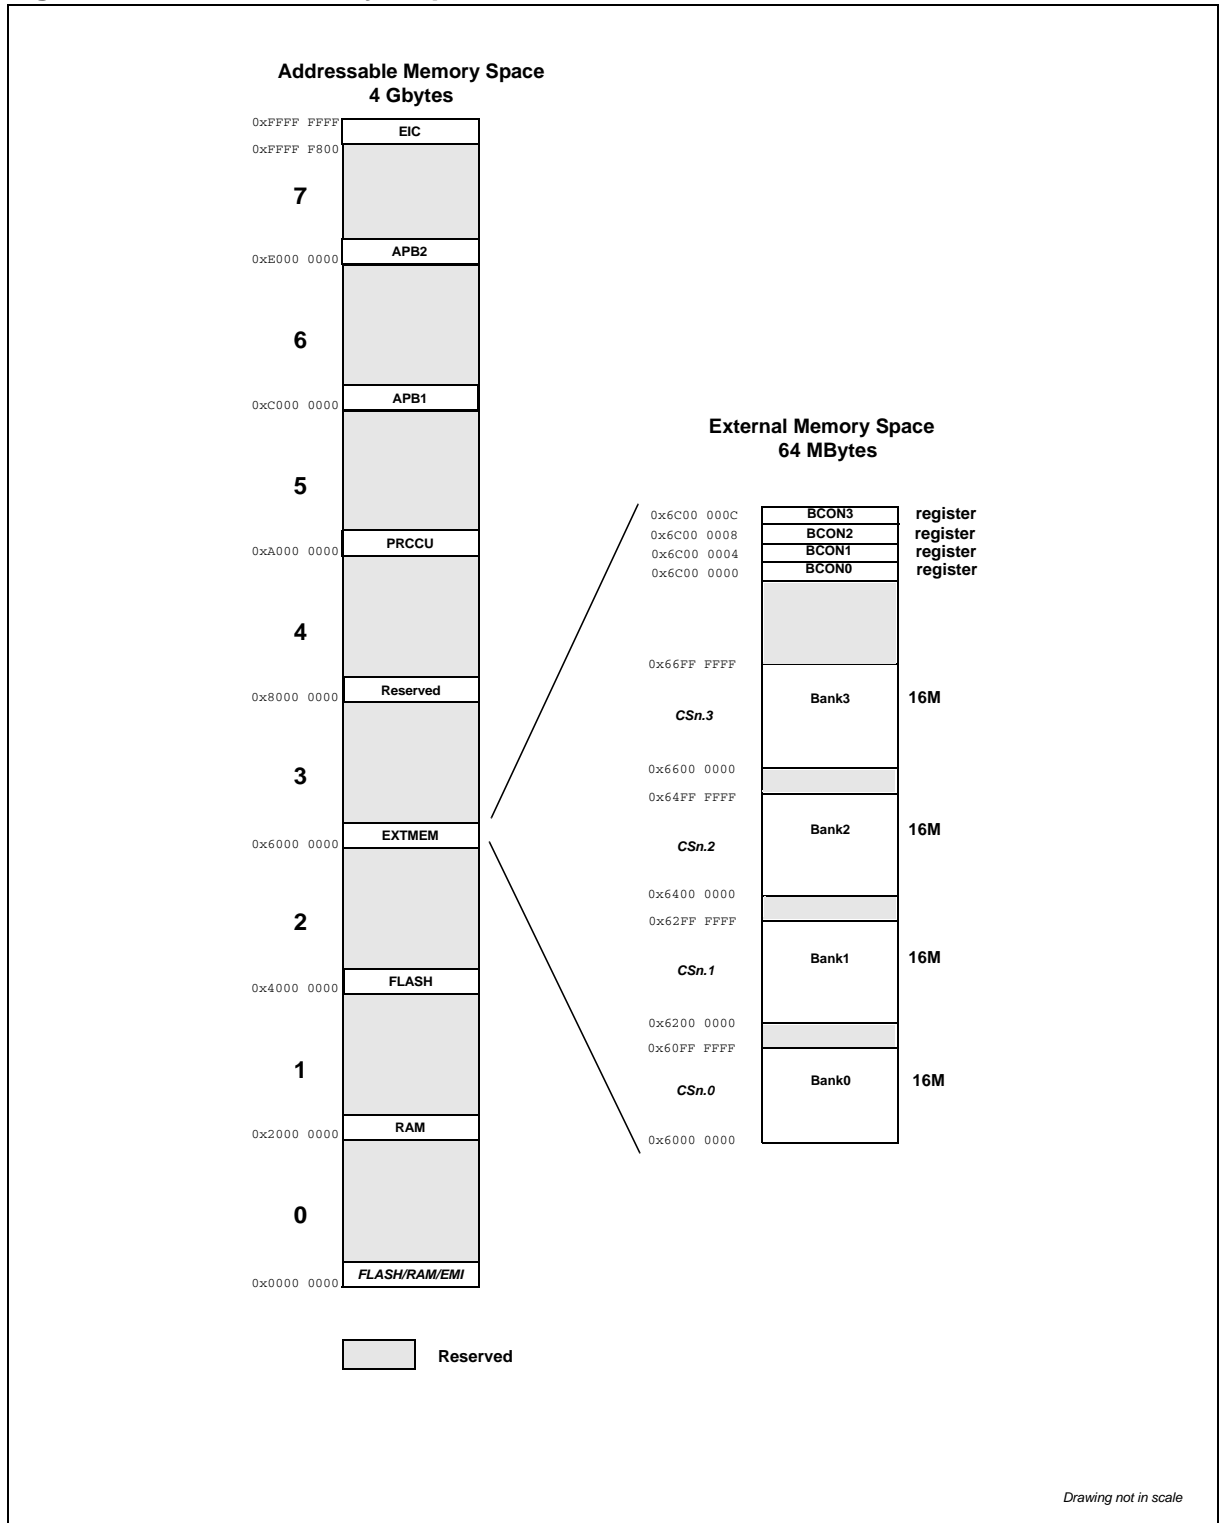 Addressable Memory Space
4 Gbytes
0xFFFF FFFF
EIC
0xFFFF F800
7
APB2
0xE000 0000
6
APB1
0xC000 0000
5
PRCCU
0xA000 0000
4
Reserved
0x8000 0000
3
EXTMEM
0x6000 0000
2
FLASH
0x4000 0000
1
RAM
0x2000 0000
0
FLASH/RAM/EMI
0x0000 0000
Reserved
External Memory Space
64 MBytes
0x6C00 000C BCON3 register
0x6C00 0008 BCON2 register
0x6C00 0004 BCON1 register
0x6C00 0000 BCON0 register
0x66FF FFFF
Bank3 16M
CSn.3
0x6600 0000
0x64FF FFFF
Bank2 16M
CSn.2
0x6400 0000
0x62FF FFFF
Bank1 16M
CSn.1
0x6200 0000
0x60FF FFFF
Bank0 16M
CSn.0
0x6000 0000
Drawing not in scale